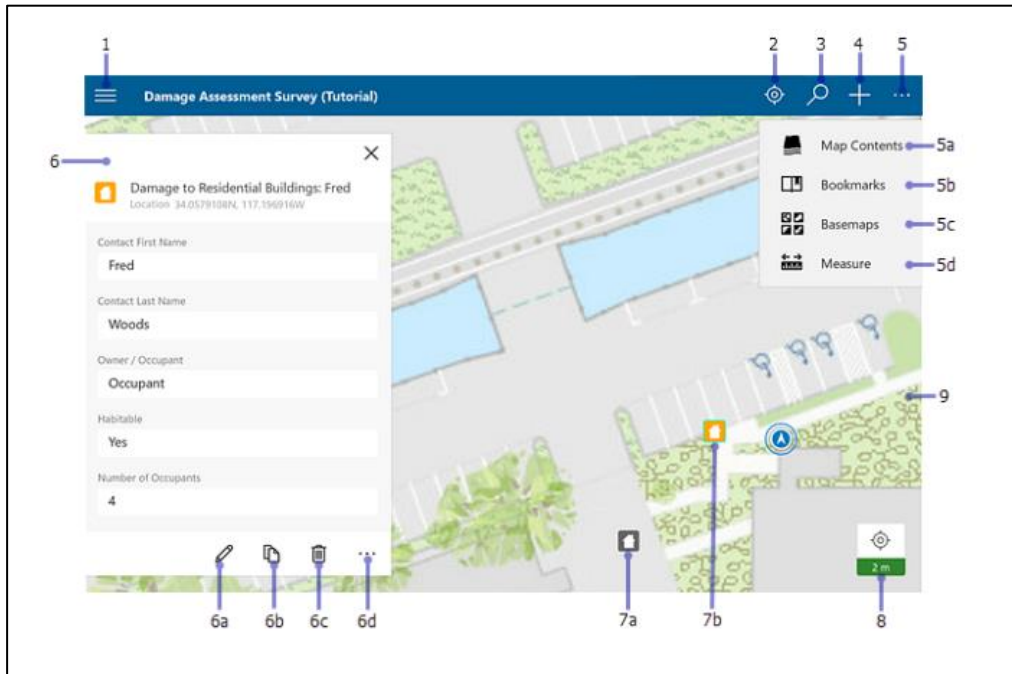 1
2
3
4
5
Damage Assessment Survey (Tutorial)
6
Map Contents
5a
Damage to Residential Buildings: Fred
Location 34.0579108N, 117.196916W
Bookmarks
5b
Basemaps
5c
Contact First Name
Fred
Measure
5d
Contact Last Name
Woods
Owner / Occupant
Occupant
9
Habitable
Yes
Number of Occupants
4
2 m
6a
6b
6c
6d
7a
7b
8